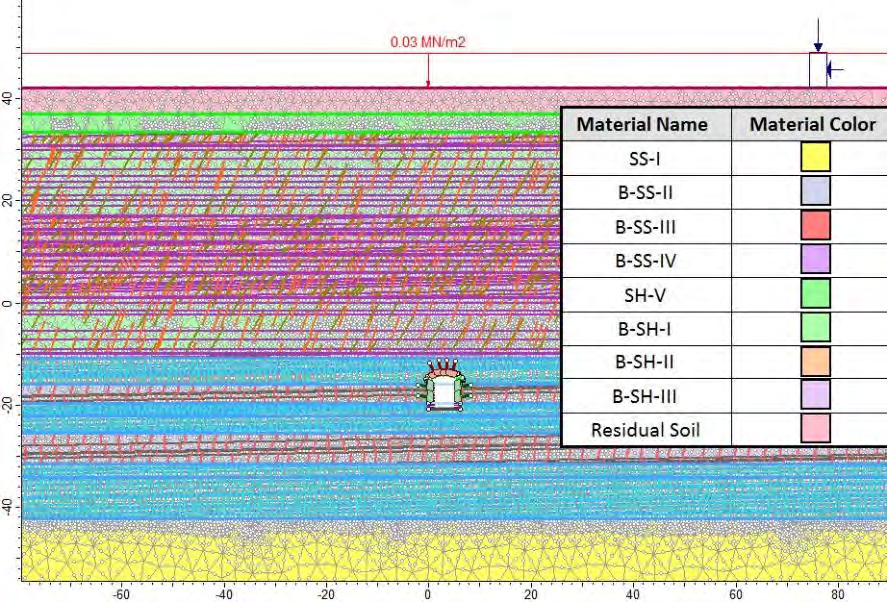 0.03 MN/m2
40
20
0
20
-40
-60
-40
-20
0
20
40
60
80
Material Name Material Color
SS-I
B-SS-II
B-SS-III
B-SS-IV
SH-V
B-SH-I
B-SH-II
B-SH-III
Residual Soil